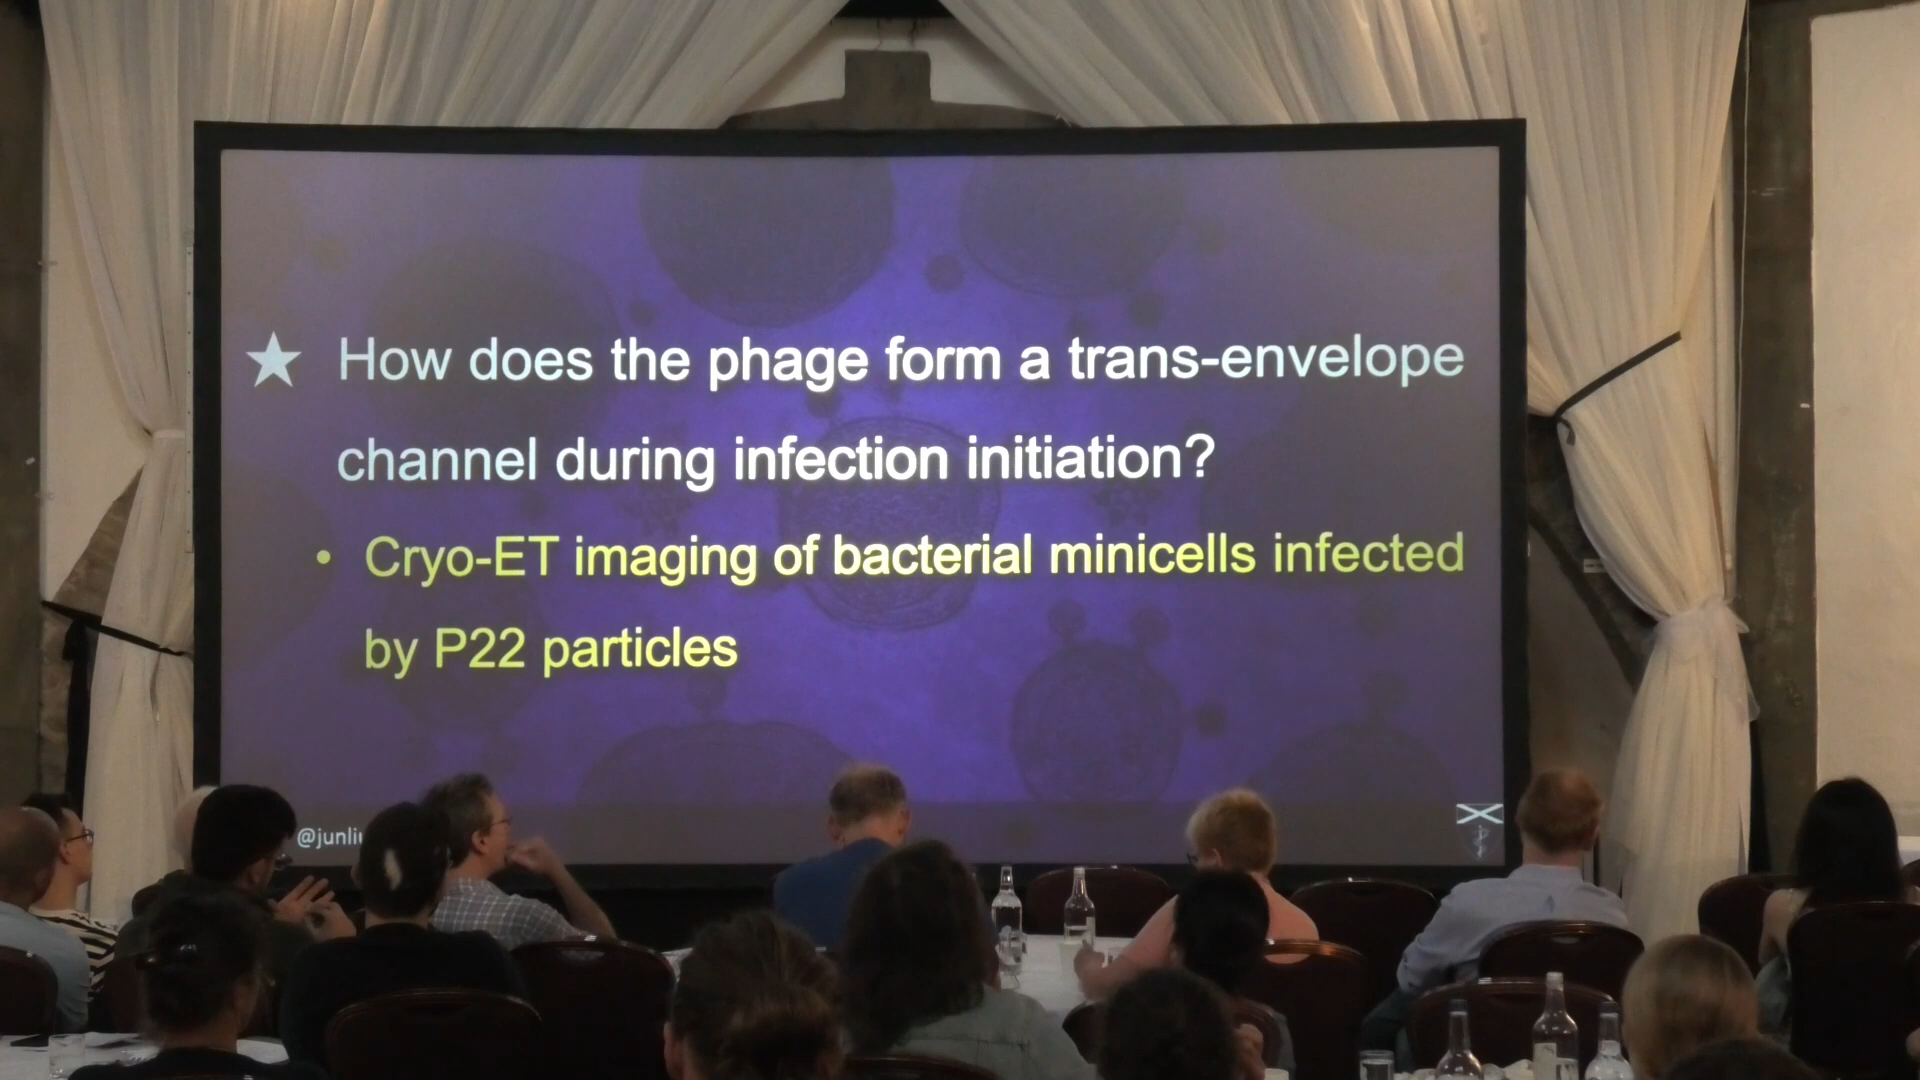 ★ How does the phage form a trans-envelope
channel during infection initiation?
• Cryo-ET imaging of bacterial minicells infected
by P22 particles